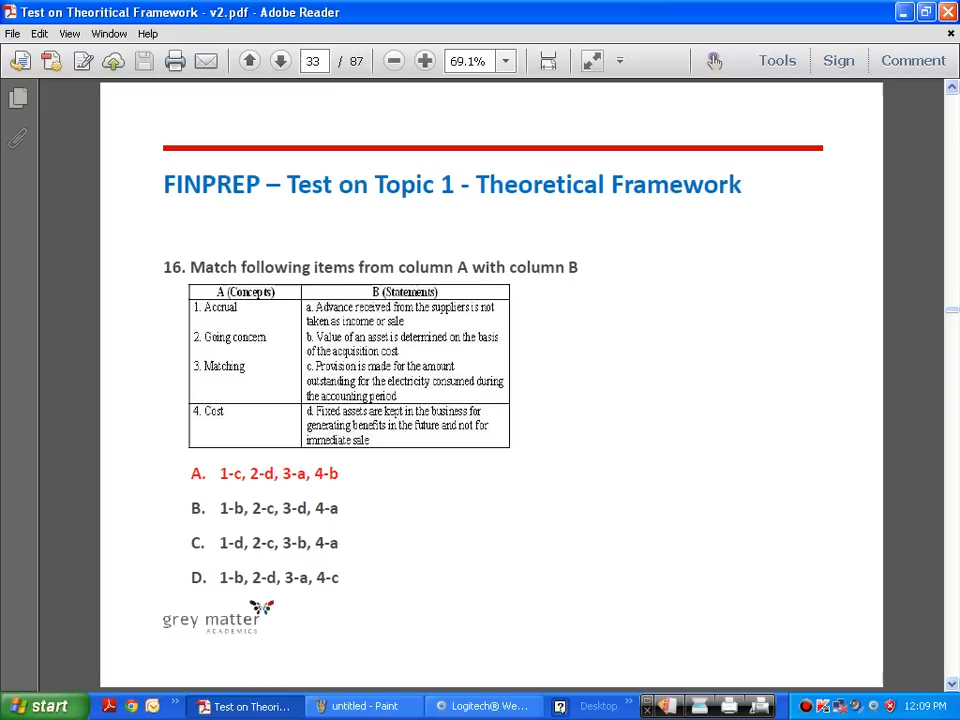 Test on Theoritical Framework - v2.pdf - Adobe Reader
File Edit View Window Help
33 / 87 69.1% Tools Sign Comment
FINPREP – Test on Topic 1 - Theoretical Framework
16. Match following items from column A with column B
A (Concepts) B (Statements)
1. Accrual a. Advance received from the suppliers is not
taken as income or sale
2. Going concern b. Value of an asset is determined on the basis
of the acquisition cost
3. Matching c. Provision is made for the amount
outstanding for the electricity consumed during
the accounting period
4. Cost d. Fixed assets are kept in the business for
generating benefits in the future and not for
immediate sale
A. 1-c, 2-d, 3-a, 4-b
B. 1-b, 2-c, 3-d, 4-a
C. 1-d, 2-c, 3-b, 4-a
D. 1-b, 2-d, 3-a, 4-c
grey matter
ACADEMICS
start Test on Theori... untitled - Paint Logitech® We... Desktop 12:09 PM